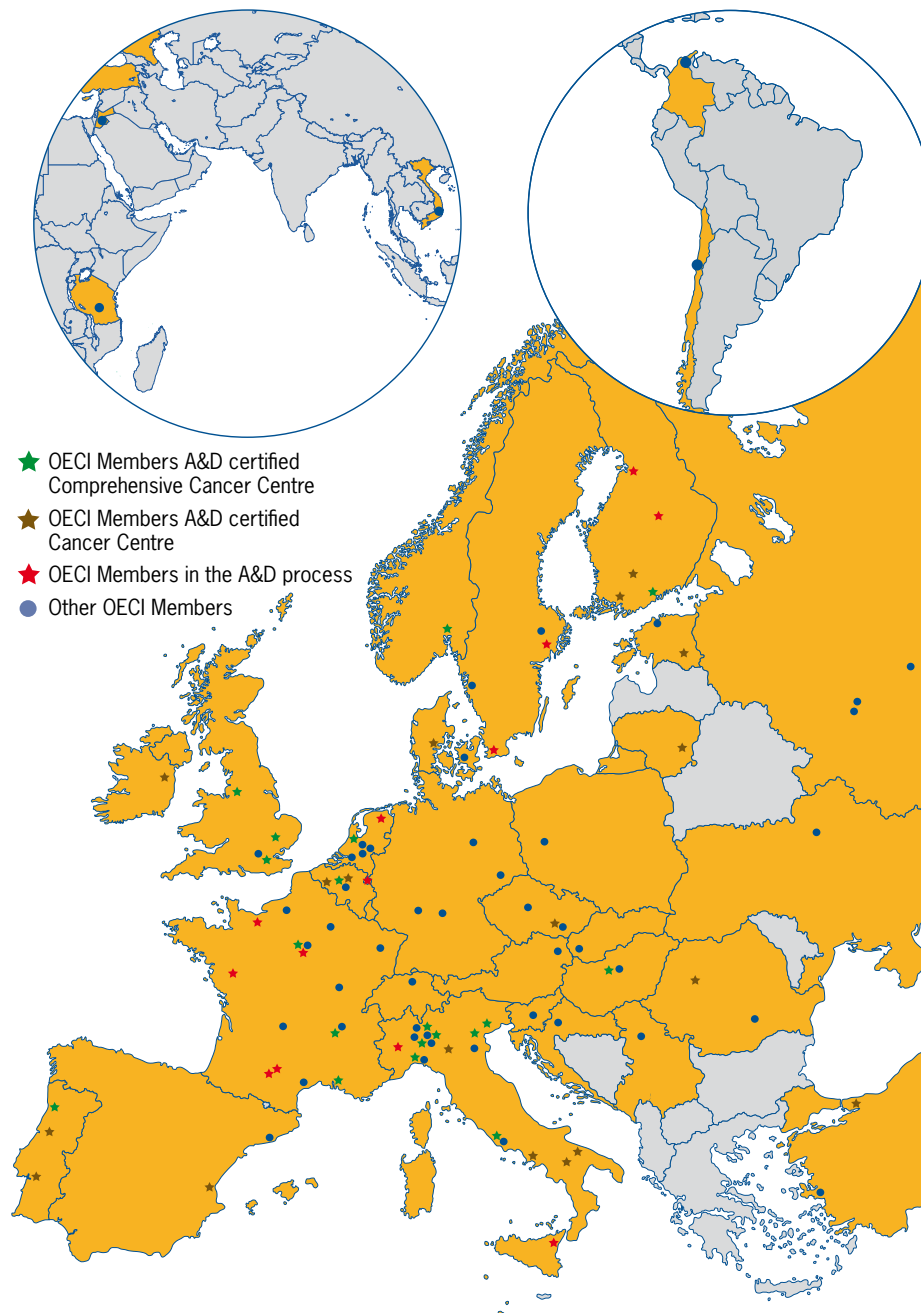 OECI Members A&D certified
Comprehensive Cancer Centre
OECI Members A&D certified
Cancer Centre
OECI Members in the A&D process
Other OECI Members